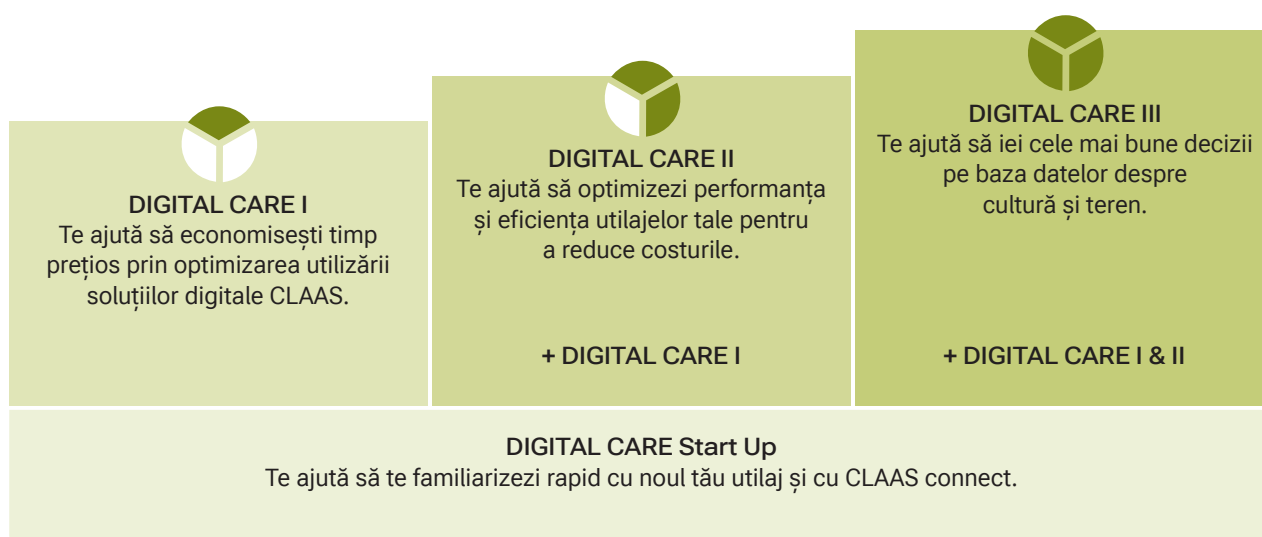 DIGITAL CARE I
Te ajută să economisești timp
prețios prin optimizarea utilizării
soluțiilor digitale CLAAS.
DIGITAL CARE II
Te ajută să optimizezi performanța
și eficiența utilajelor tale pentru
a reduce costurile.
+ DIGITAL CARE I
DIGITAL CARE III
Te ajută să iei cele mai bune decizii
pe baza datelor despre
cultură și teren.
+ DIGITAL CARE I & II
DIGITAL CARE Start Up
Te ajută să te familiarizezi rapid cu noul tău utilaj și cu CLAAS connect.